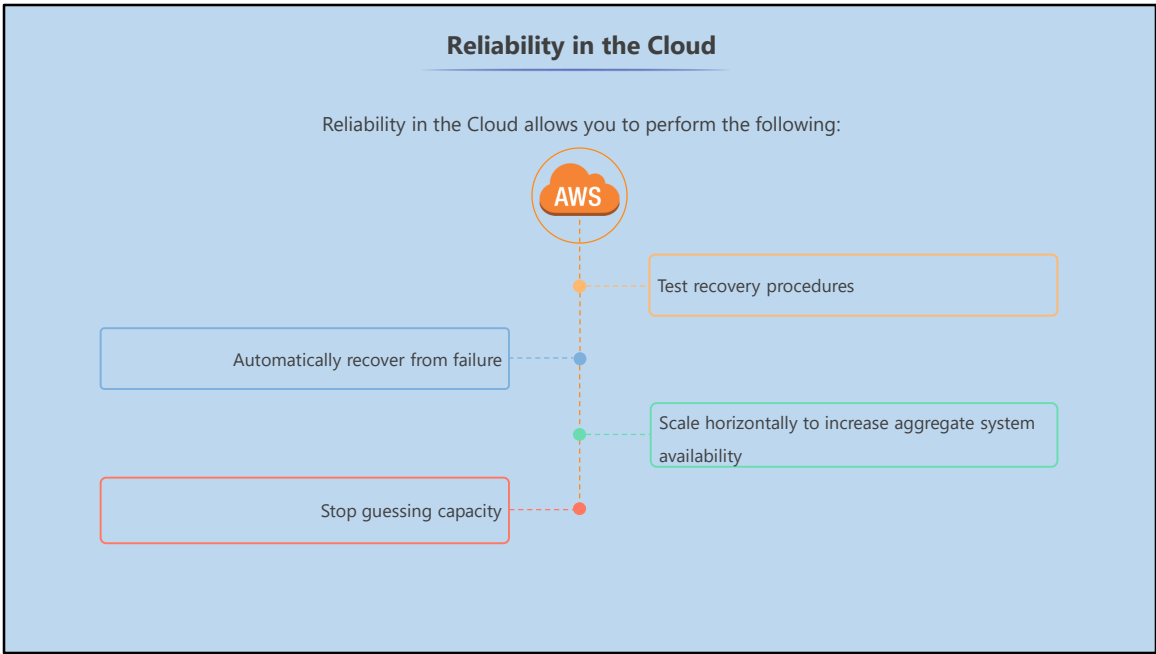 Reliability in the Cloud
Reliability in the Cloud allows you to perform the following:
AWS
Test recovery procedures
Automatically recover from failure
Scale horizontally to increase aggregate system
availability
Stop guessing capacity